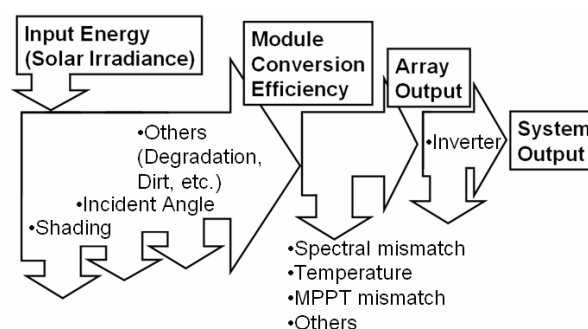 Input Energy
(Solar Irradiance)
Module
Conversion
Efficiency
Array
Output
System
Output
•Others
(Degradation,
Dirt, etc.)
•Incident Angle
•Shading
•Inverter
•Spectral mismatch
•Temperature
•MPPT mismatch
•Others